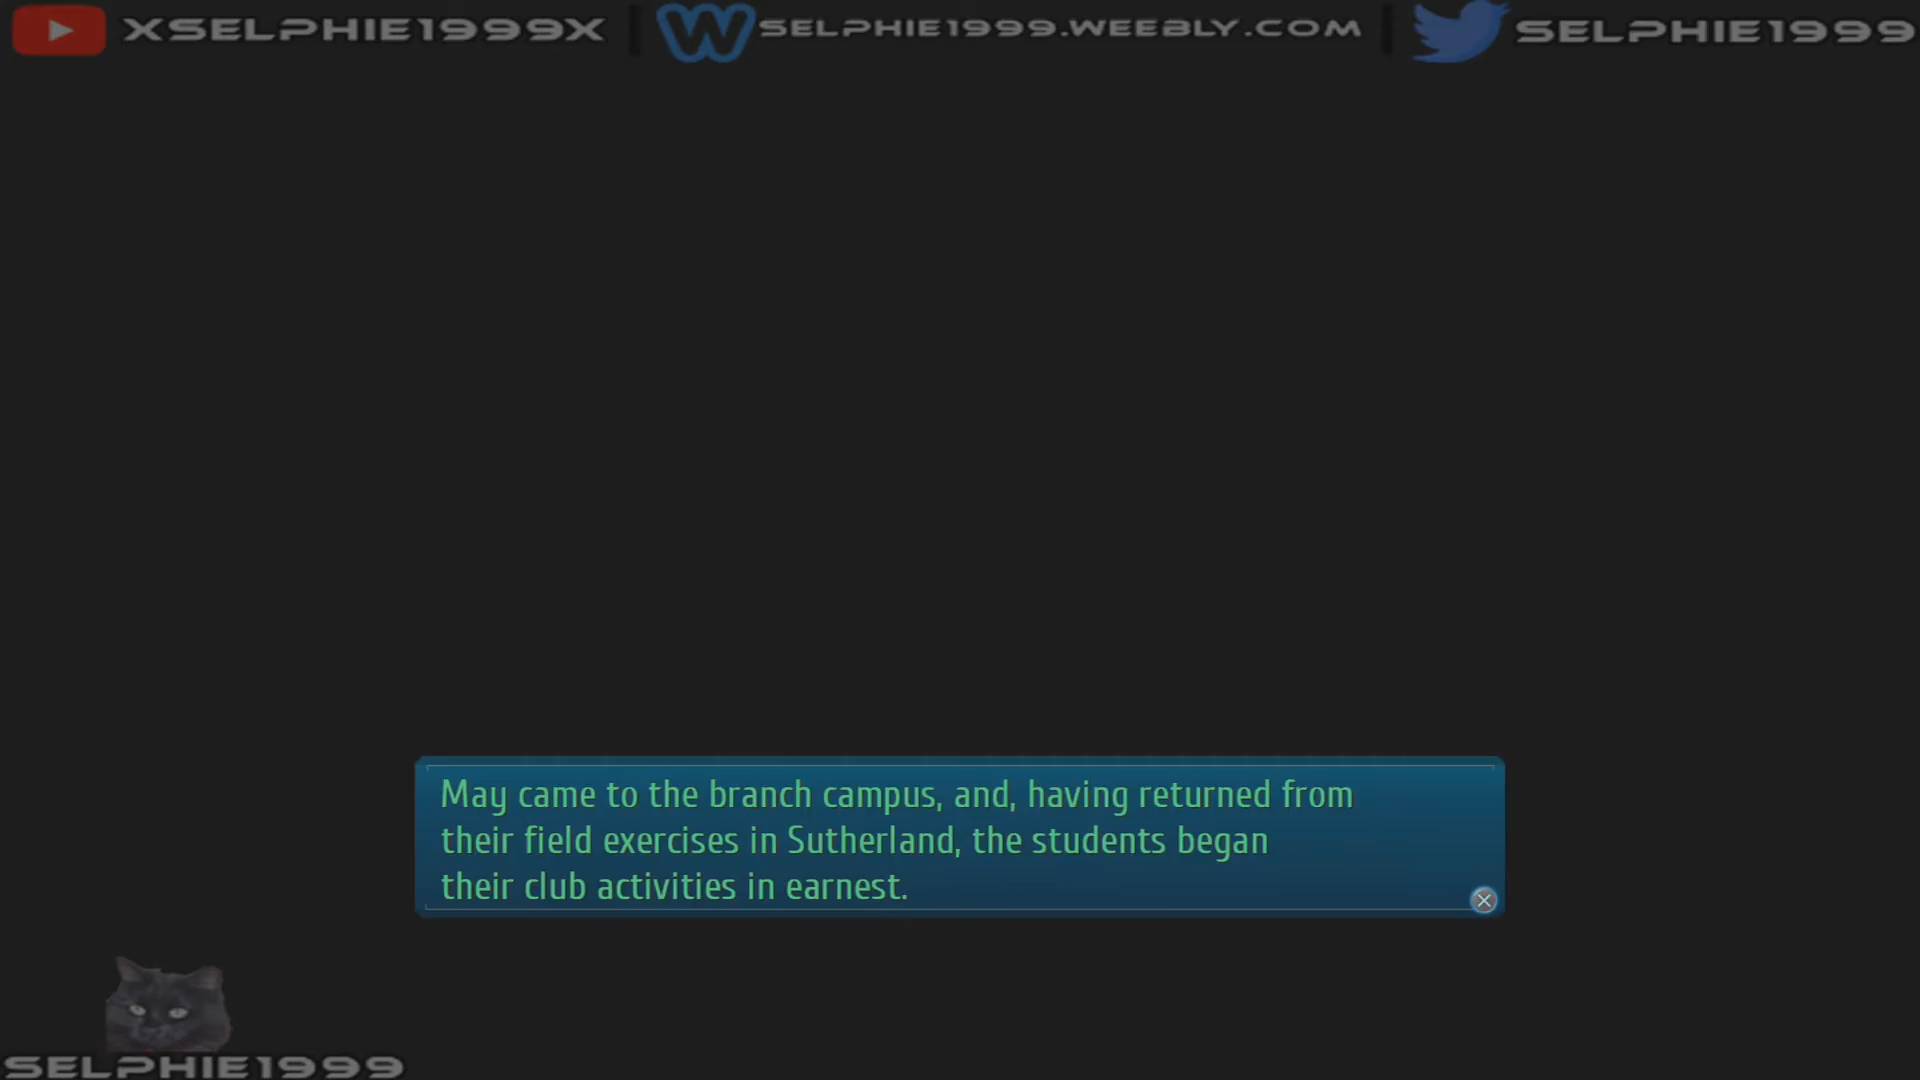 XSELPHIE1999X | SELPHIE1999.WEEBLY.COM | SELPHIE1999
May came to the branch campus, and, having returned from
their field exercises in Sutherland, the students began
their club activities in earnest.
SELPHIE1999